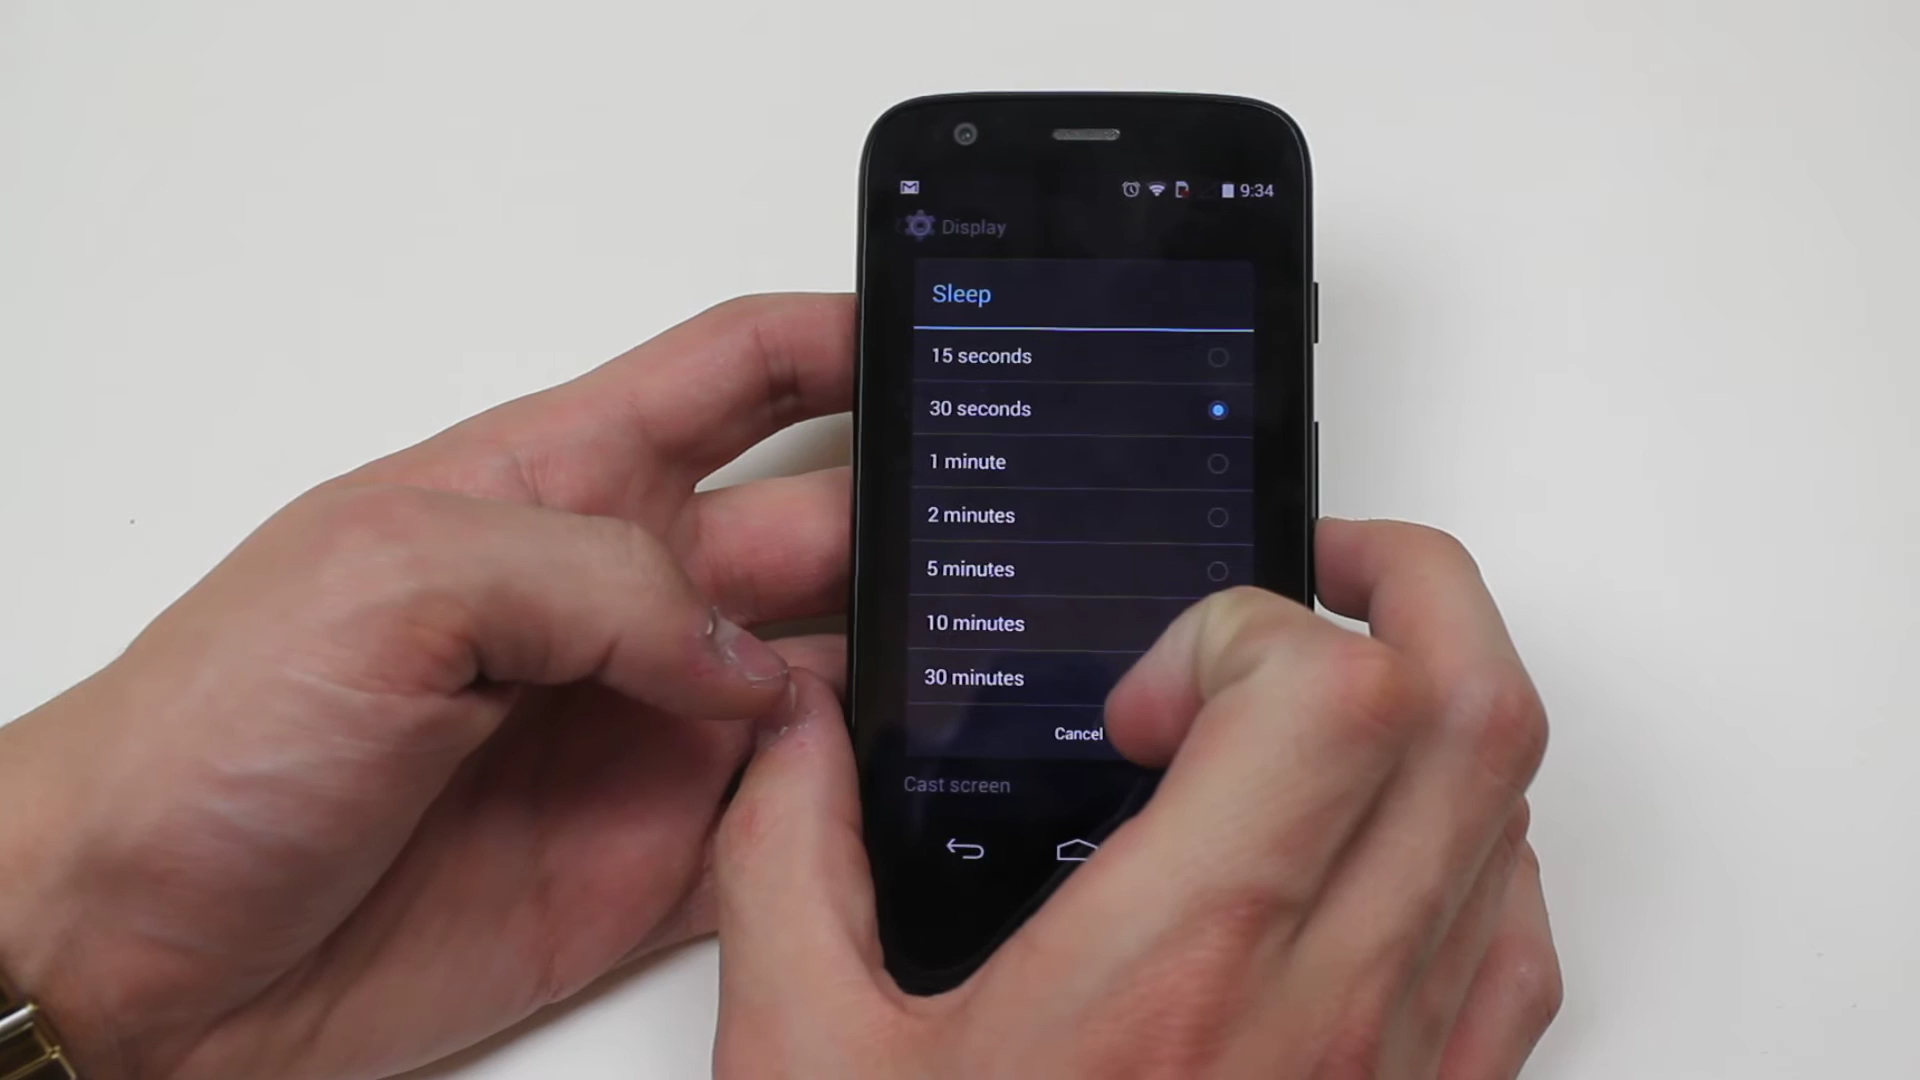 9:34
Display
Sleep
15 seconds
30 seconds
1 minute
2 minutes
5 minutes
10 minutes
30 minutes
Cancel
Cast screen